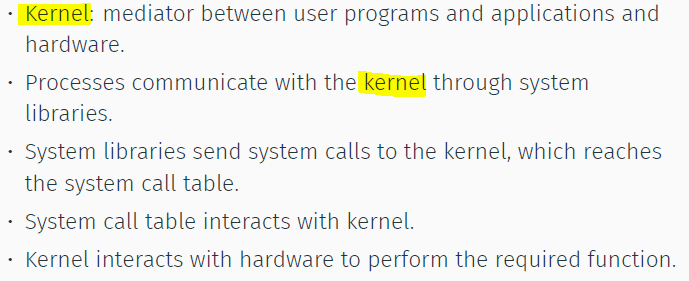 • Kernel: mediator between user programs and applications and
hardware.
• Processes communicate with the kernel through system
libraries.
• System libraries send system calls to the kernel, which reaches
the system call table.
• System call table interacts with kernel.
• Kernel interacts with hardware to perform the required function.